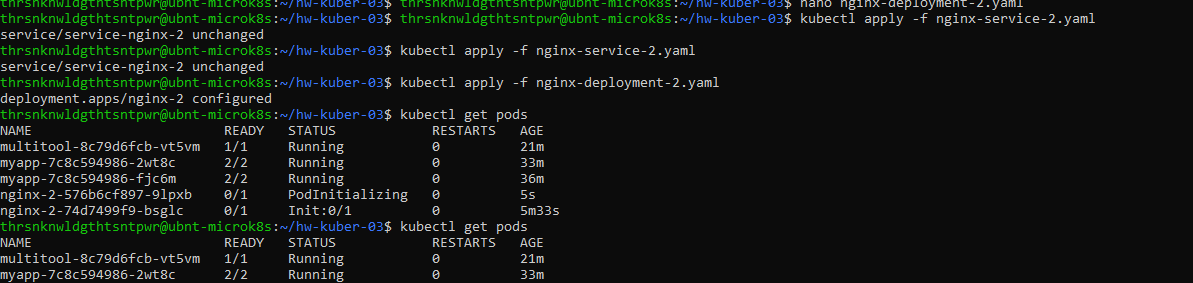 thrsnknwldgthtsntpwr@ubnt-microk8s:~/hw-kuber-03$ thrsnknwldgthtsntpwr@ubnt-microk8s:~/hw-kuber-03$ nano nginx-deployment-2.yaml
thrsnknwldgthtsntpwr@ubnt-microk8s:~/hw-kuber-03$ thrsnknwldgthtsntpwr@ubnt-microk8s:~/hw-kuber-03$ kubectl apply -f nginx-service-2.yaml
service/service-nginx-2 unchanged
thrsnknwldgthtsntpwr@ubnt-microk8s:~/hw-kuber-03$ kubectl apply -f nginx-service-2.yaml
service/service-nginx-2 unchanged
thrsnknwldgthtsntpwr@ubnt-microk8s:~/hw-kuber-03$ kubectl apply -f nginx-deployment-2.yaml
deployment.apps/nginx-2 configured
thrsnknwldgthtsntpwr@ubnt-microk8s:~/hw-kuber-03$ kubectl get pods
NAME READY STATUS RESTARTS AGE
multitool-8c79d6fcb-vt5vm 1/1 Running 0 21m
myapp-7c8c594986-2wt8c 2/2 Running 0 33m
myapp-7c8c594986-fjc6m 2/2 Running 0 36m
nginx-2-576b6cf897-9lpxb 0/1 PodInitializing 0 5s
nginx-2-74d7499f9-bsglc 0/1 Init:0/1 0 5m33s
thrsnknwldgthtsntpwr@ubnt-microk8s:~/hw-kuber-03$ kubectl get pods
NAME READY STATUS RESTARTS AGE
multitool-8c79d6fcb-vt5vm 1/1 Running 0 21m
myapp-7c8c594986-2wt8c 2/2 Running 0 33m